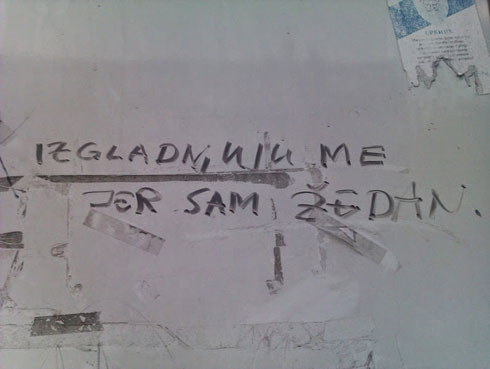 IZGLADNJUJU ME
JER SAM ŽEDAN.